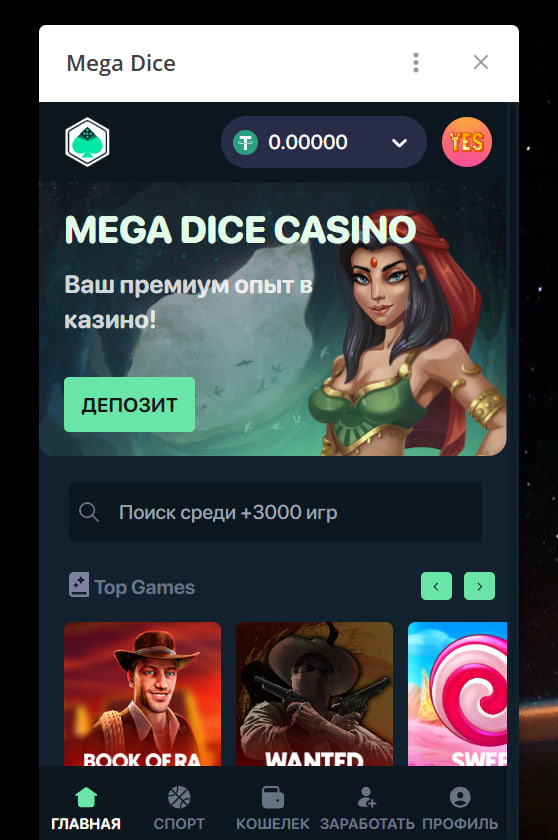 Mega Dice
0.00000
YES
MEGA DICE CASINO
Ваш премиум опыт в
казино!
ДЕПОЗИТ
Поиск среди +3000 игр
Top Games
BOOK OF RA
WANTED
SWEE
ГЛАВНАЯ
СПОРТ
КОШЕЛЕК
ЗАРАБОТАТЬ
ПРОФИЛЬ